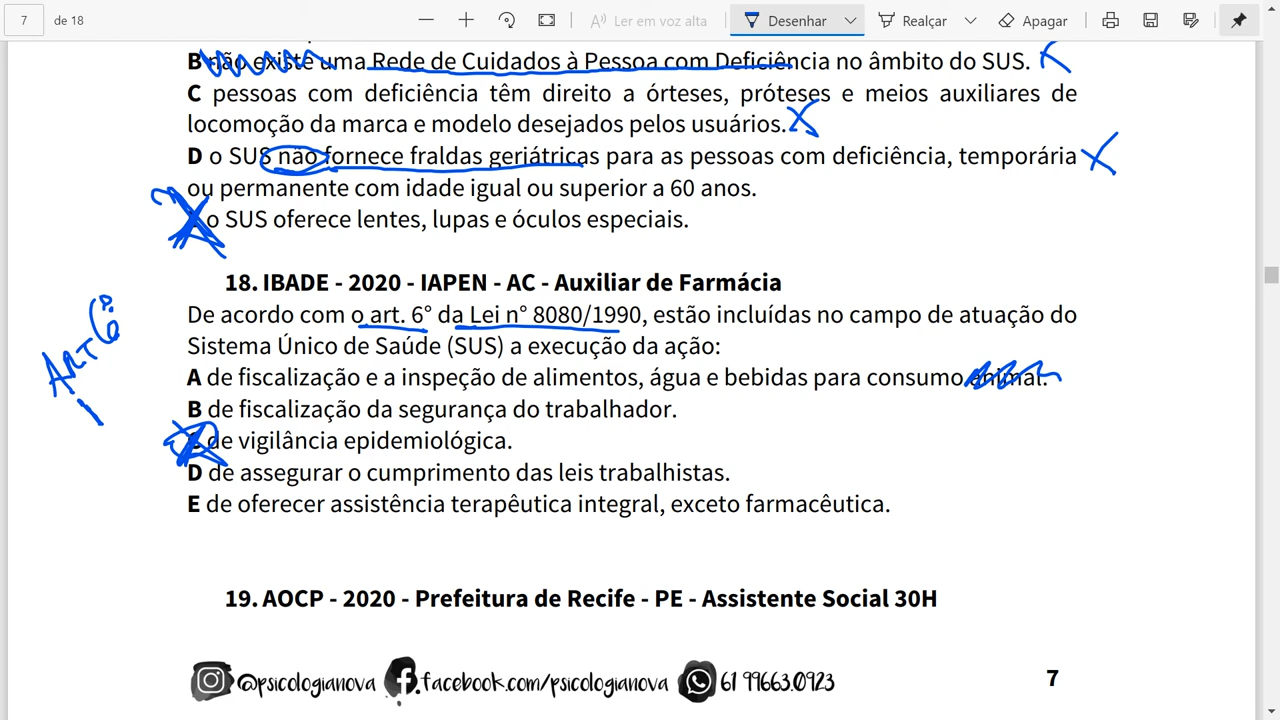 7 de 18 Ler em voz alta Desenhar Realçar Apagar
B não existe uma Rede de Cuidados à Pessoa com Deficiência no âmbito do SUS.
C pessoas com deficiência têm direito a órteses, próteses e meios auxiliares de
locomoção da marca e modelo desejados pelos usuários.
D o SUS não fornece fraldas geriátricas para as pessoas com deficiência, temporária
ou permanente com idade igual ou superior a 60 anos.
o SUS oferece lentes, lupas e óculos especiais.
18. IBADE - 2020 - IAPEN - AC - Auxiliar de Farmácia
De acordo com o art. 6° da Lei n° 8080/1990, estão incluídas no campo de atuação do
Sistema Único de Saúde (SUS) a execução da ação:
ART 6º
A de fiscalização e a inspeção de alimentos, água e bebidas para consumo animal.
B de fiscalização da segurança do trabalhador.
C de vigilância epidemiológica.
D de assegurar o cumprimento das leis trabalhistas.
E de oferecer assistência terapêutica integral, exceto farmacêutica.
19. AOCP - 2020 - Prefeitura de Recife - PE - Assistente Social 30H
@psicologianova facebook.com/psicologianova 61 99663.0923 7